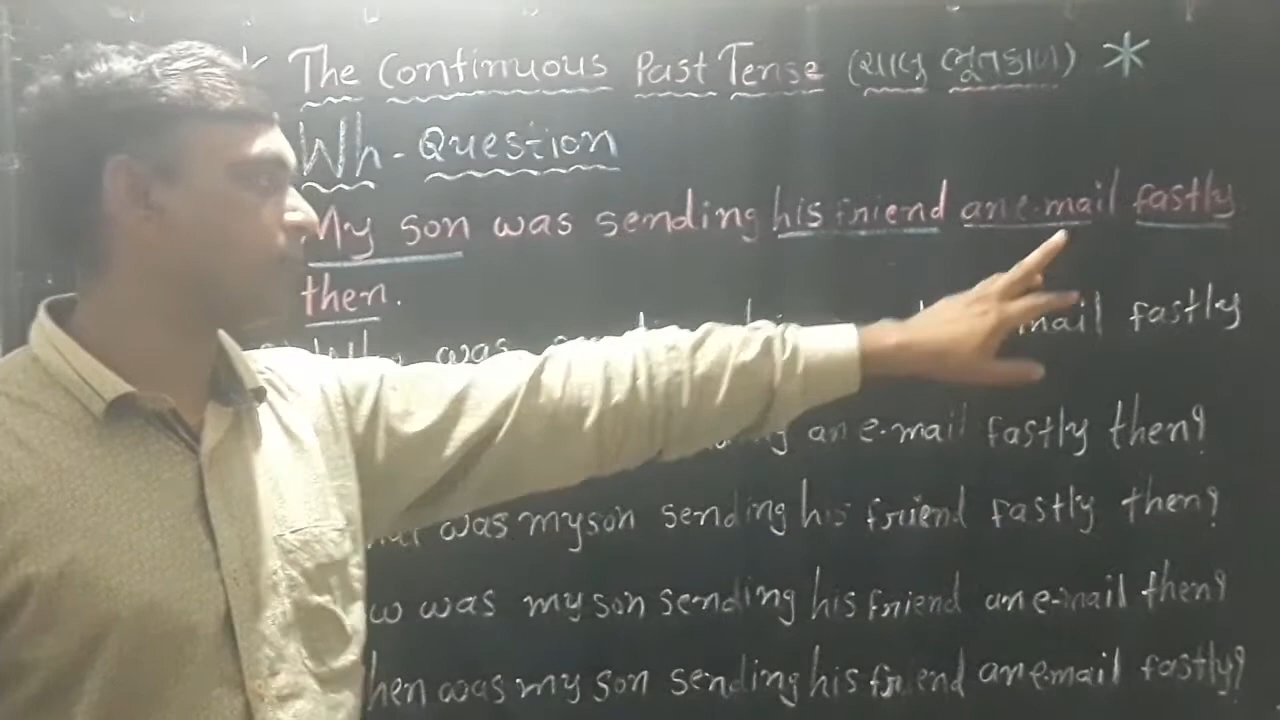 The Continuous Past Tense (ચાલુ ભૂતકાળ) *
Wh - Question
My son was sending his friend an e-mail fastly
then.
was mail fastly
an e-mail fastly then?
was my son sending his friend fastly then?
was my son sending his friend an e-mail then?
was my son sending his friend an e-mail fastly?